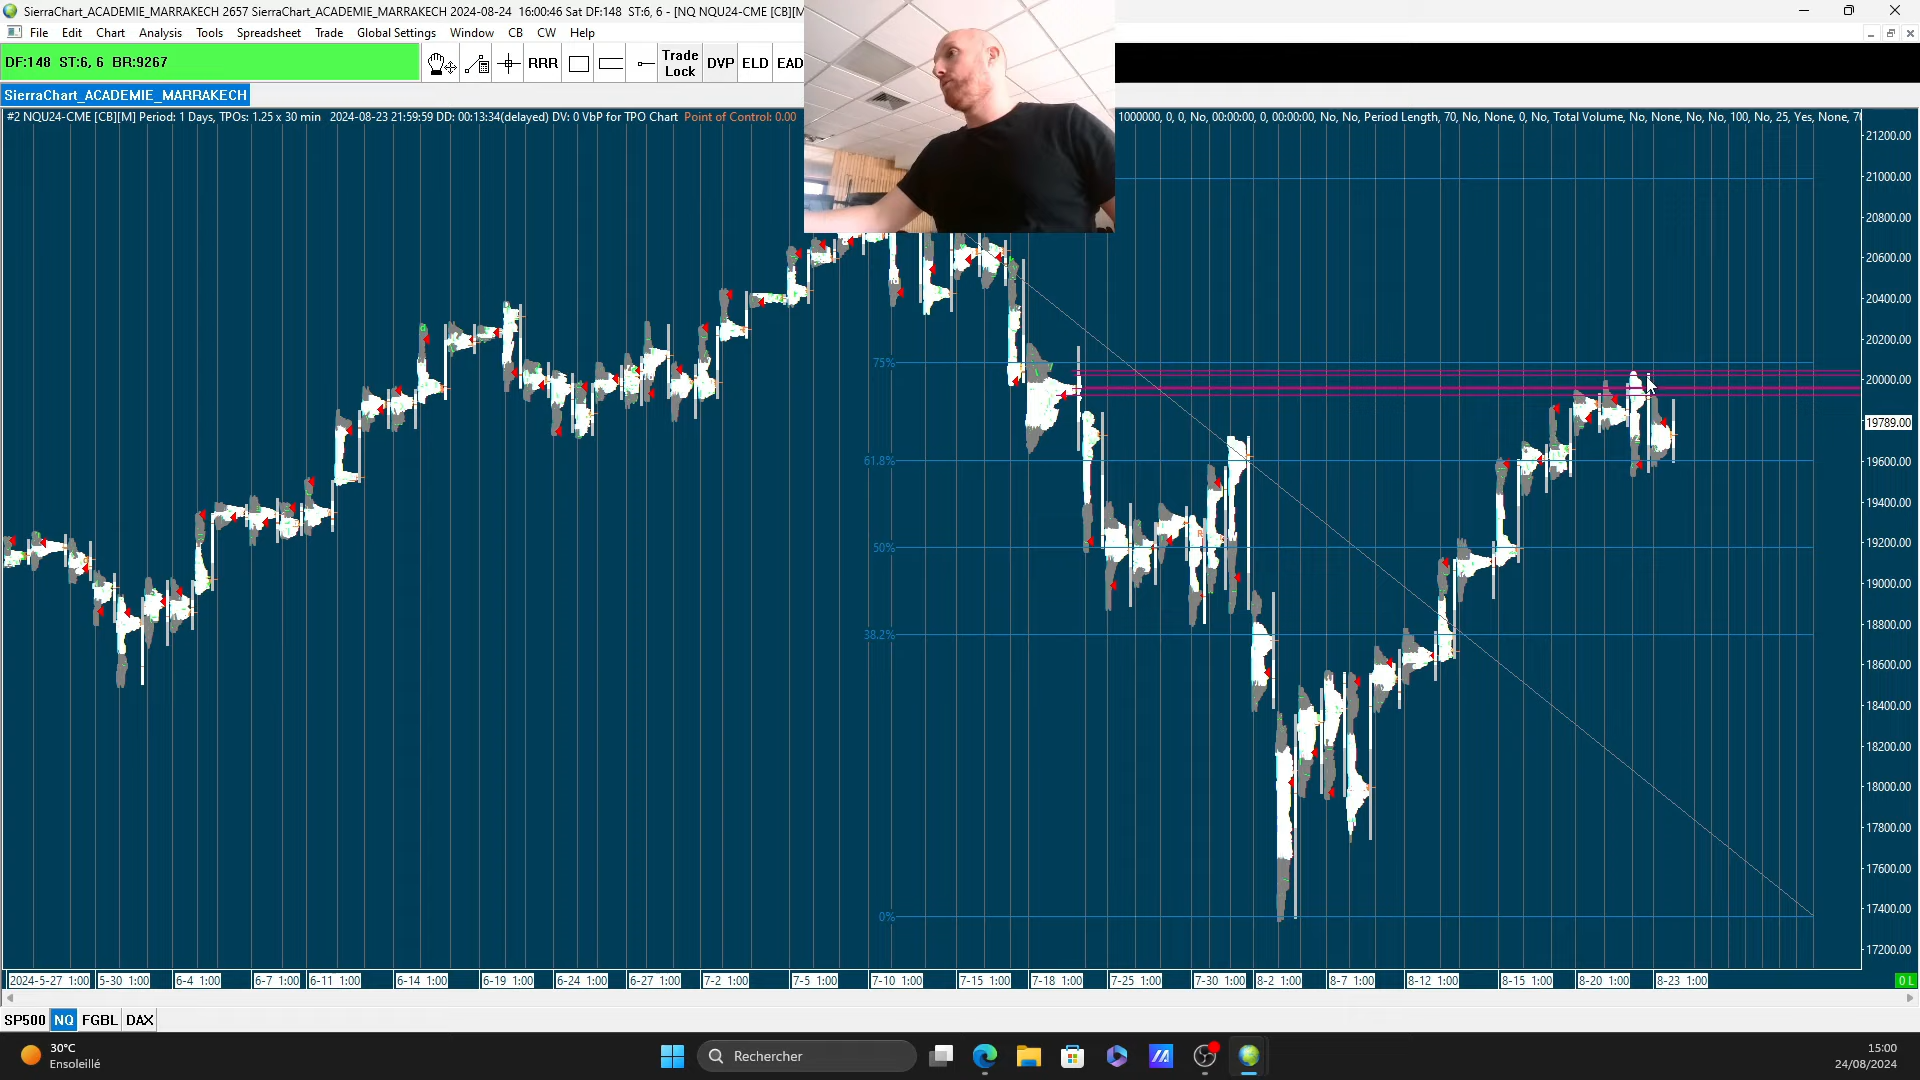 SierraChart_ACADEMIE_MARRAKECH 2657 SierraChart_ACADEMIE_MARRAKECH 2024-08-24 16:00:46 Sat DF:148 ST:6, 6 - [NQ NQU24-CME [CB][M]
File Edit Chart Analysis Tools Spreadsheet Trade Global Settings Window CB CW Help
DF:148 ST:6, 6 BR:9267
RRR
Trade Lock
DVP ELD EAD
SierraChart_ACADEMIE_MARRAKECH
#2 NQU24-CME [CB][M] Period: 1 Days, TPOs: 1.25 x 30 min 2024-08-23 21:59:59 DD: 00:13:34(delayed) DV: 0 VbP for TPO Chart Point of Control: 0.00
1000000, 0, 0, No, 00:00:00, 0, 00:00:00, No, No, Period Length, 70, No, None, 0, No, Total Volume, No, None, No, No, 100, No, 25, Yes, None, 70
21200.00
21000.00
20800.00
20600.00
20400.00
20200.00
20000.00
19789.00
19600.00
19400.00
19200.00
19000.00
18800.00
18600.00
18400.00
18200.00
18000.00
17800.00
17600.00
17400.00
17200.00
75%
61.8%
50%
38.2%
0%
2024-5-27 1:00 5-30 1:00 6-4 1:00 6-7 1:00 6-11 1:00 6-14 1:00 6-19 1:00 6-24 1:00 6-27 1:00 7-2 1:00 7-5 1:00 7-10 1:00 7-15 1:00 7-18 1:00 7-25 1:00 7-30 1:00 8-2 1:00 8-7 1:00 8-12 1:00 8-15 1:00 8-20 1:00 8-23 1:00
0 L
SP500 NQ FGBL DAX
30°C
Ensoleillé
Rechercher
15:00
24/08/2024